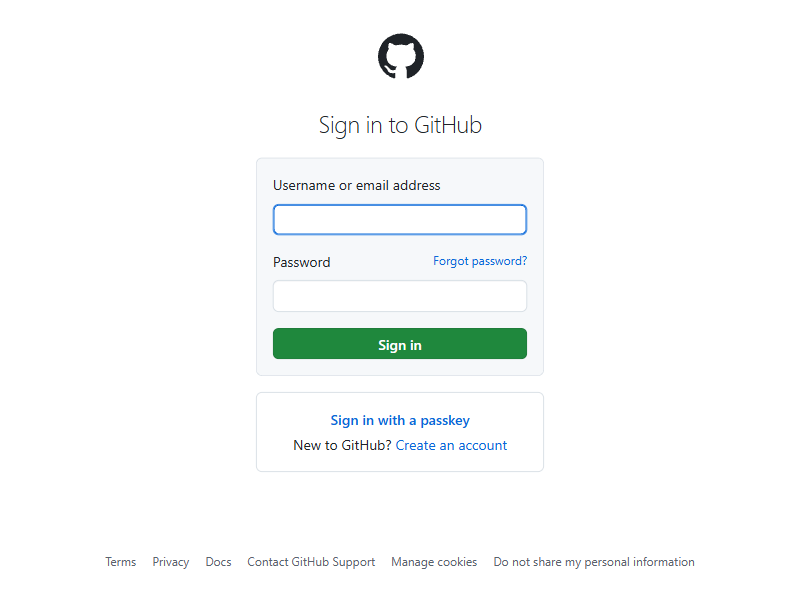 Sign in to GitHub
Username or email address
Password Forgot password?
Sign in
Sign in with a passkey
New to GitHub? Create an account
Terms Privacy Docs Contact GitHub Support Manage cookies Do not share my personal information